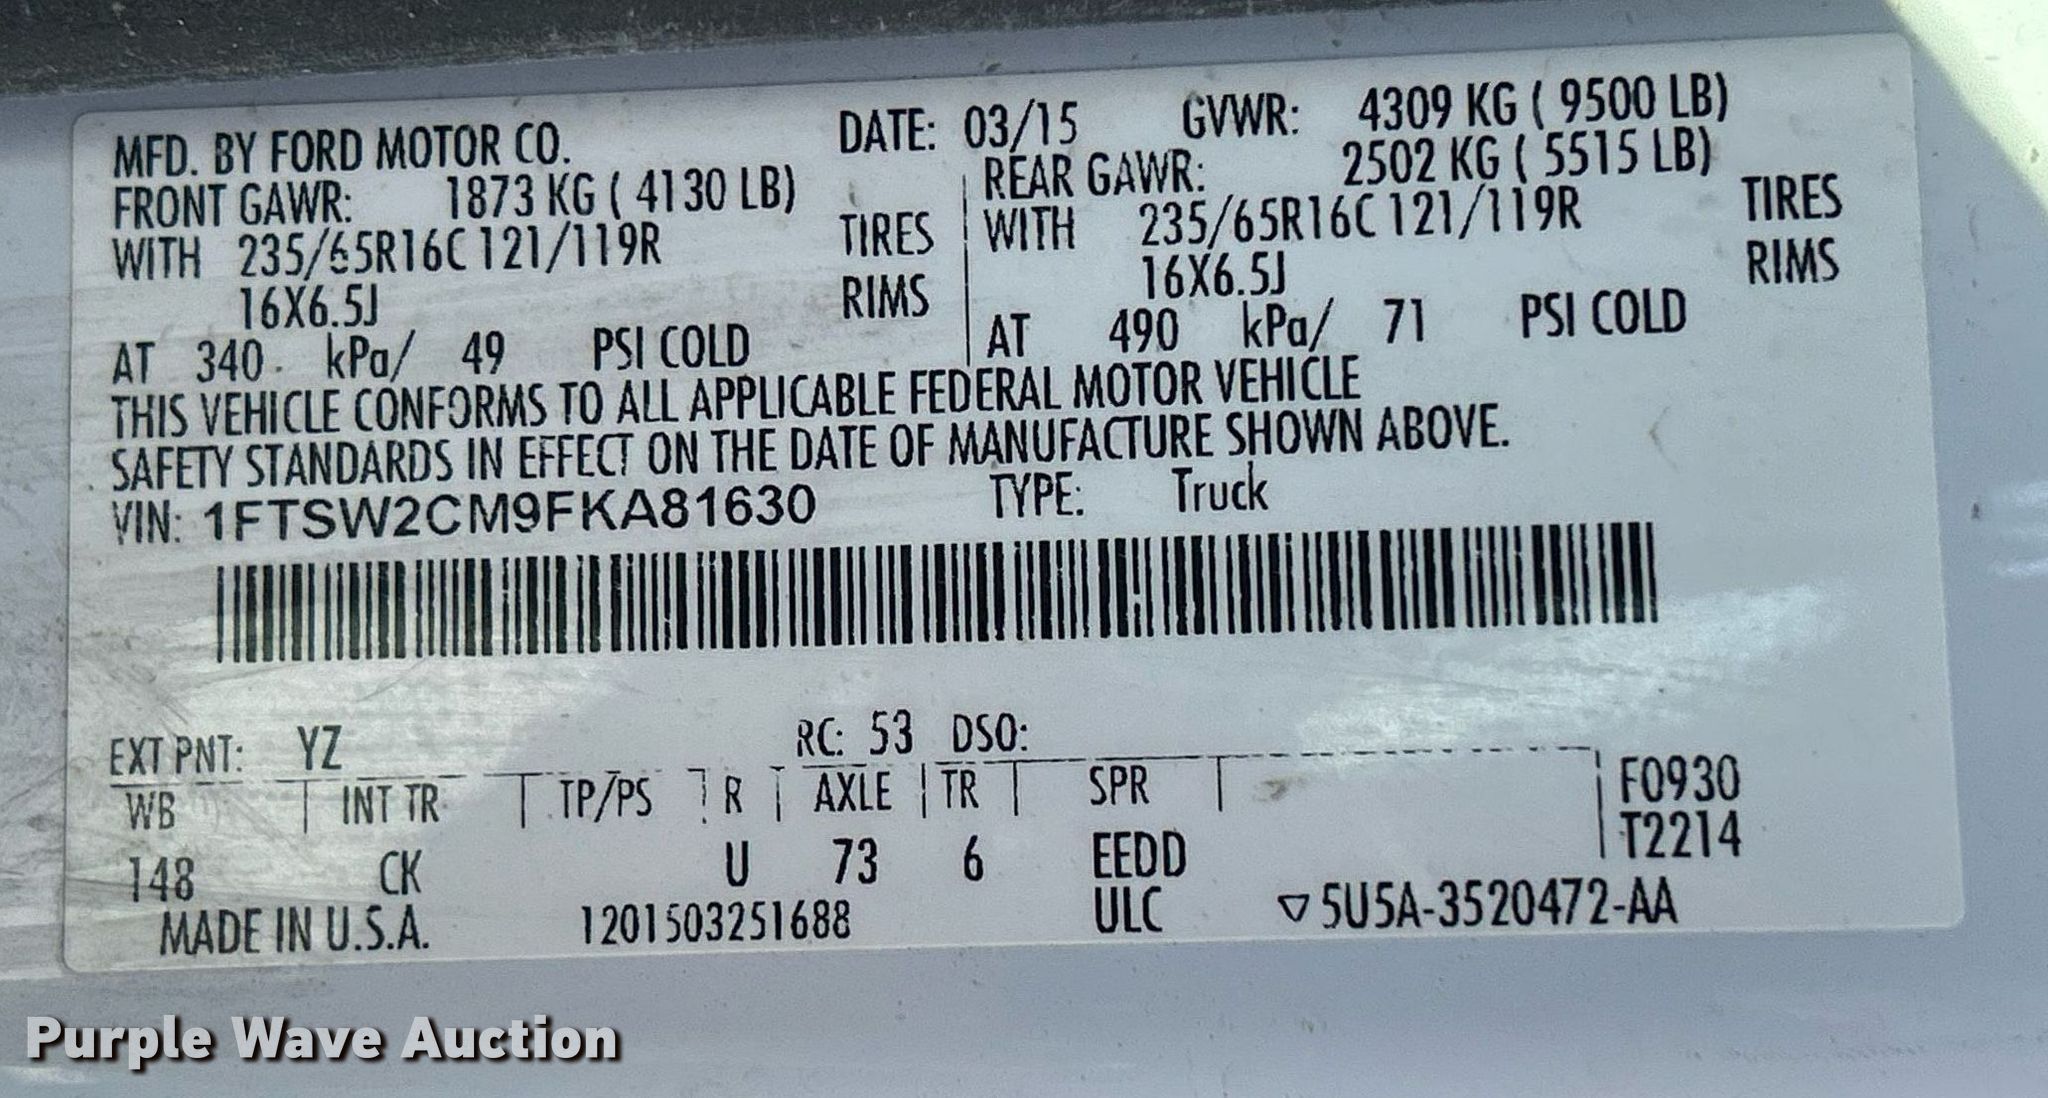 MFD. BY FORD MOTOR CO. DATE: 03/15 GVWR: 4309 KG ( 9500 LB)
FRONT GAWR: 1873 KG ( 4130 LB) REAR GAWR: 2502 KG ( 5515 LB)
WITH 235/65R16C 121/119R TIRES WITH 235/65R16C 121/119R TIRES
16X6.5J RIMS 16X6.5J RIMS
AT 340 kPa/ 49 PSI COLD AT 490 kPa/ 71 PSI COLD
THIS VEHICLE CONFORMS TO ALL APPLICABLE FEDERAL MOTOR VEHICLE
SAFETY STANDARDS IN EFFECT ON THE DATE OF MANUFACTURE SHOWN ABOVE.
VIN: 1FTSW2CM9FKA81630 TYPE: Truck
EXT PNT: YZ RC: 53 DSO:
WB INT TR TP/PS R AXLE TR SPR F0930
T2214
148 CK U 73 6 EEDD
MADE IN U.S.A. 1201503251688 ULC ▽5U5A-3520472-AA
Purple Wave Auction